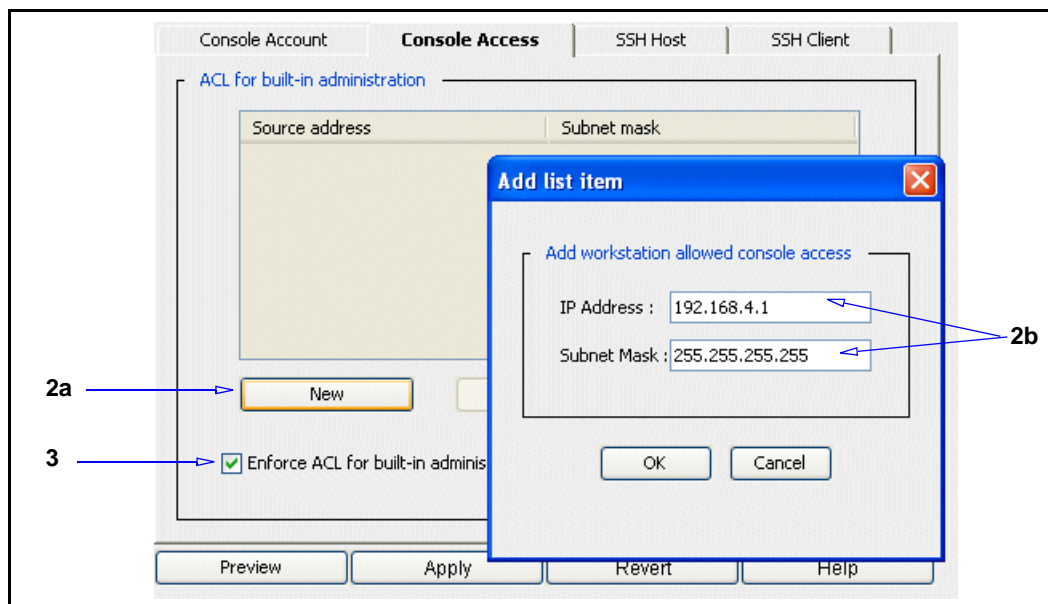 Console Account Console Access SSH Host SSH Client
ACL for built-in administration
Source address Subnet mask
Add list item
Add workstation allowed console access
IP Address : 192.168.4.1
Subnet Mask : 255.255.255.255
2b
2a
New
3
Enforce ACL for built-in adminis
OK Cancel
Preview Apply Revert Help